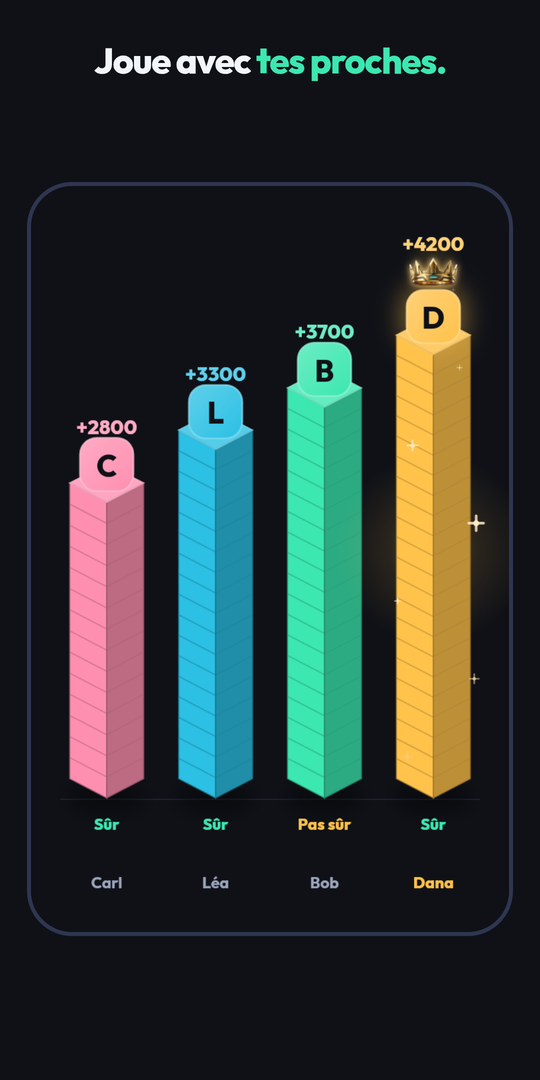 Joue avec tes proches.
+4200
D
+3700
B
+3300
L
+2800
C
Sûr Sûr Pas sûr Sûr
Carl Léa Bob Dana